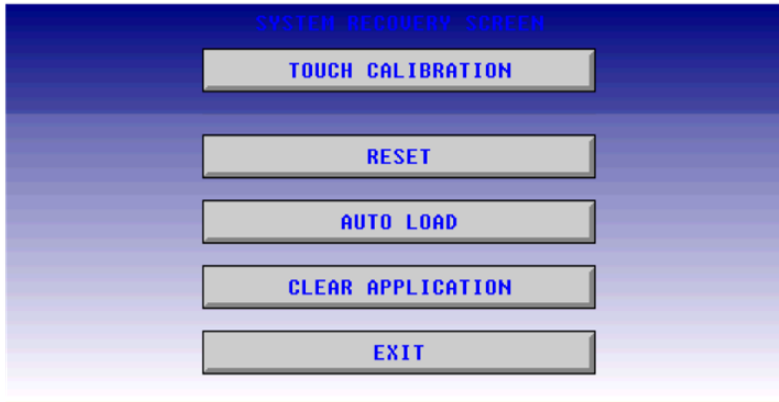 SYSTEM RECOVERY SCREEN
TOUCH CALIBRATION
RESET
AUTO LOAD
CLEAR APPLICATION
EXIT